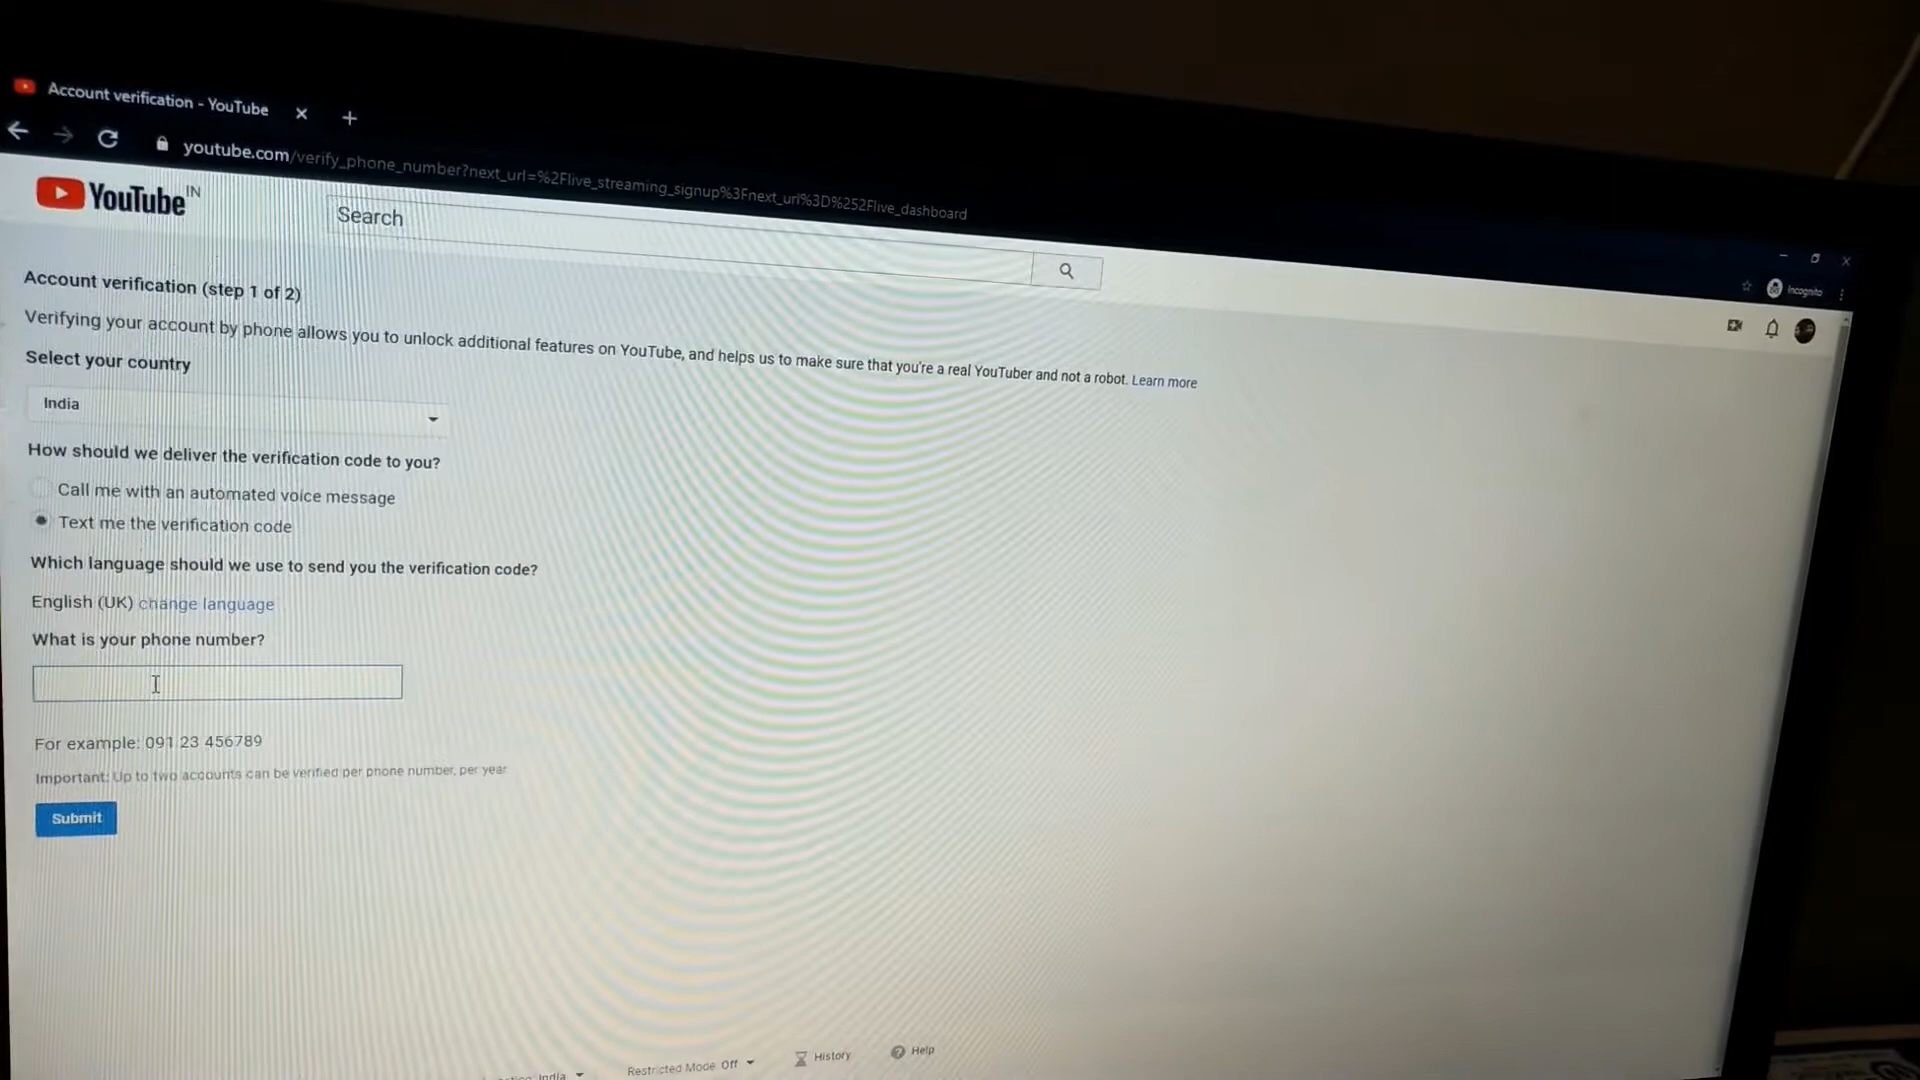 Account verification - YouTube
youtube.com/verify_phone_number?next_url=%2Flive_streaming_signup%3Fnext_url%3D%252Flive_dashboard
YouTube IN
Search
Incognito
Account verification (step 1 of 2)
Verifying your account by phone allows you to unlock additional features on YouTube, and helps us to make sure that you're a real YouTuber and not a robot. Learn more
Select your country
India
How should we deliver the verification code to you?
Call me with an automated voice message
Text me the verification code
Which language should we use to send you the verification code?
English (UK) change language
What is your phone number?
For example: 091 23 456789
Important: Up to two accounts can be verified per phone number, per year
Submit
India
Restricted Mode Off
History
Help